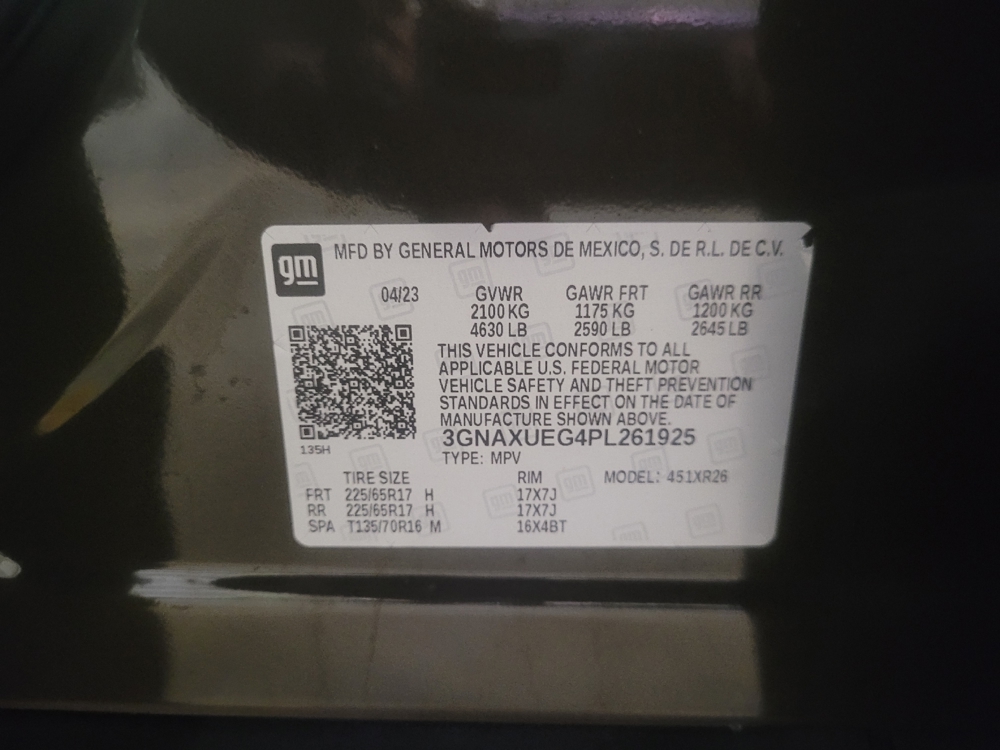 gm MFD BY GENERAL MOTORS DE MEXICO, S. DE R.L. DE C.V.
04/23 GVWR GAWR FRT GAWR RR
2100 KG 1175 KG 1200 KG
4630 LB 2590 LB 2645 LB
THIS VEHICLE CONFORMS TO ALL
APPLICABLE U.S. FEDERAL MOTOR
VEHICLE SAFETY AND THEFT PREVENTION
STANDARDS IN EFFECT ON THE DATE OF
MANUFACTURE SHOWN ABOVE.
3GNAXUEG4PL261925
135H
TYPE: MPV
TIRE SIZE RIM MODEL: 451XR26
FRT 225/65R17 H 17X7J
RR 225/65R17 H 17X7J
SPA T135/70R16 M 16X4BT